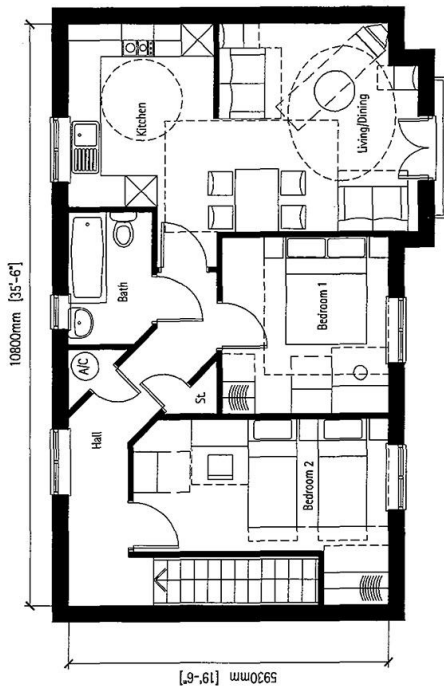 10800mm [35'-6"]
Kitchen
Living/Dining
Bath
A/C
Hall
St.
Bedroom 1
Bedroom 2
5930mm [19'-6"]